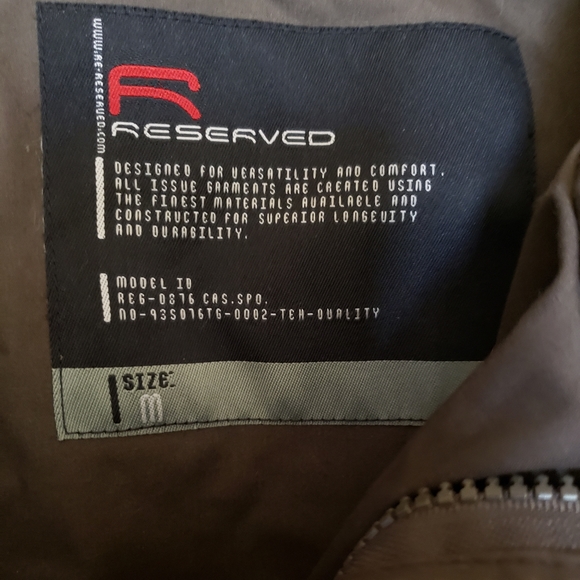 WWW.RE-RESERVED.COM
R
RESERVED
DESIGNED FOR VERSATILITY AND COMFORT.
ALL ISSUE GARMENTS ARE CREATED USING
THE FINEST MATERIALS AVAILABLE AND
CONSTRUCTED FOR SUPERIOR LONGEVITY
AND DURABILITY.
MODEL ID
REG-0876 CAS.SPO.
NO-93S076TG-0002-TEH-QUALITY
SIZE:
M